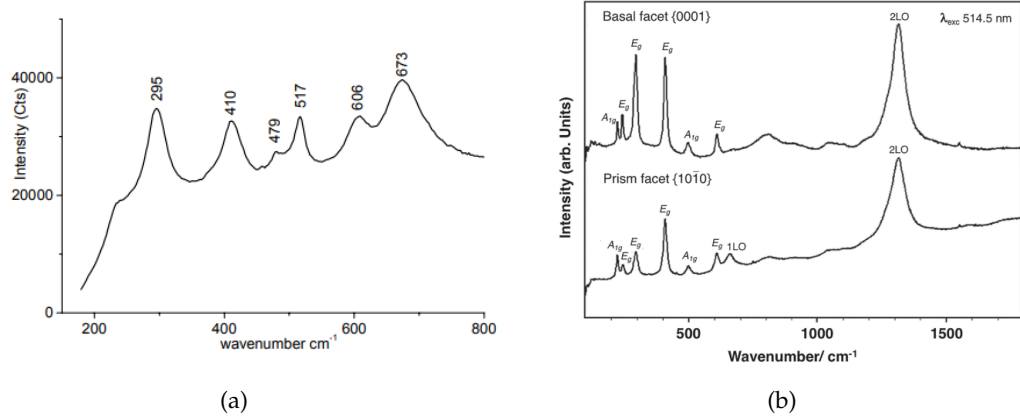 Intensity (Cts)
40000
20000
0
295
410
479
517
606
673
200
400
600
800
wavenumber cm⁻¹
(a)
Basal facet {0001}
λexc 514.5 nm
2LO
Eg
Eg
A1g
Eg
A1g
Eg
Prism facet {101̄0}
2LO
Eg
A1g
Eg
Eg
A1g
Eg
1LO
Intensity (arb. Units)
500
1000
1500
Wavenumber/ cm⁻¹
(b)